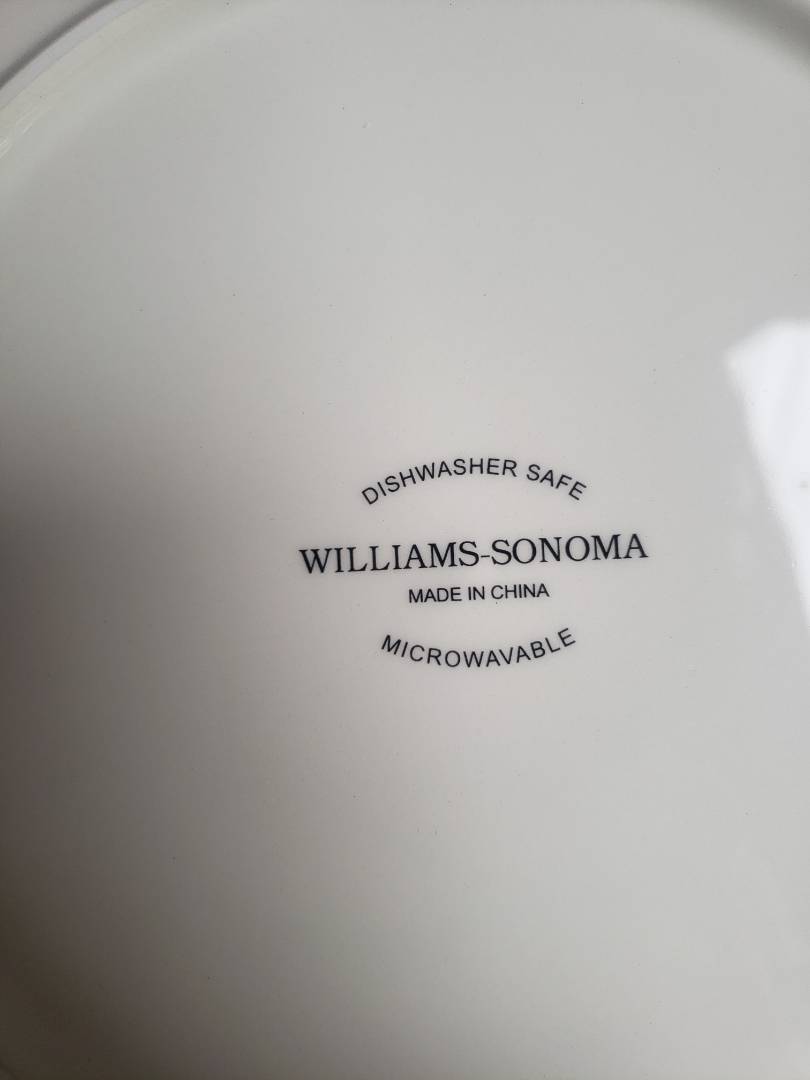 DISHWASHER SAFE
WILLIAMS-SONOMA
MADE IN CHINA
MICROWAVABLE